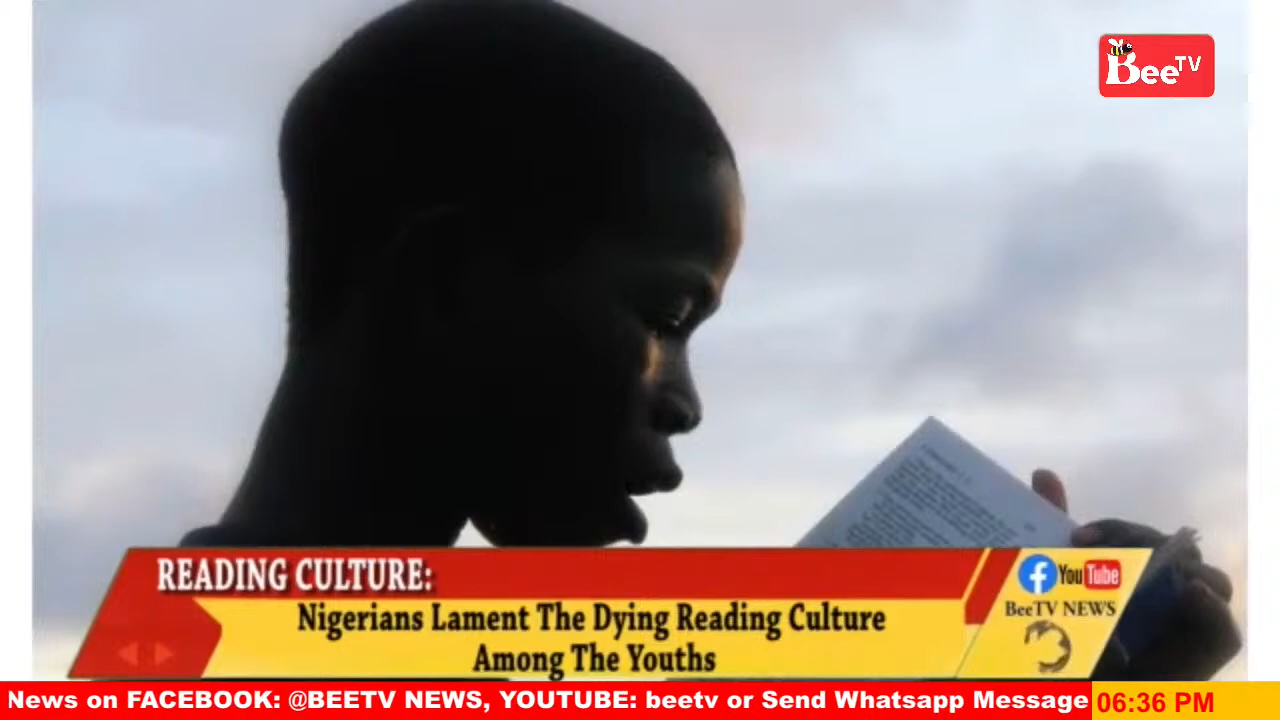 BeeTV
READING CULTURE:
Nigerians Lament The Dying Reading Culture
Among The Youths
f YouTube
BeeTV NEWS
News on FACEBOOK: @BEETV NEWS, YOUTUBE: beetv or Send Whatsapp Message
06:36 PM